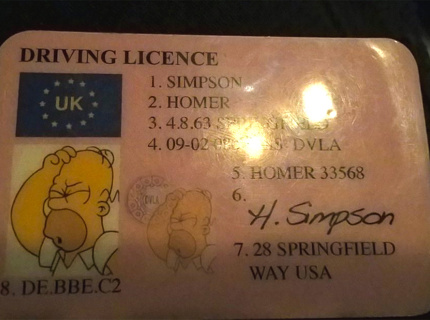 DRIVING LICENCE
UK
1. SIMPSON
2. HOMER
3. 4.8.63
4. 09-02 DVLA
5. HOMER 33568
6.
H. Simpson
7. 28 SPRINGFIELD
WAY USA
8. DE.BBE.C2